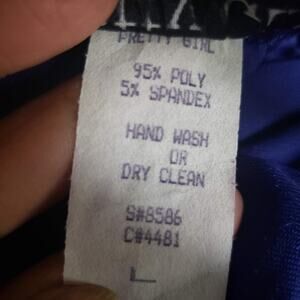 PRETTY GIRL
95% POLY
5% SPANDEX
HAND WASH
OR
DRY CLEAN
S#8586
C#4481
L